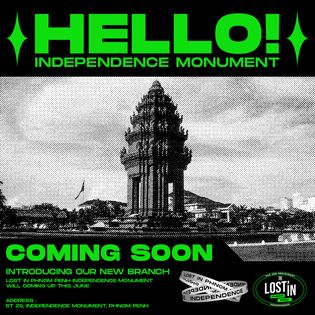 HELLO!
INDEPENDENCE MONUMENT
COMING SOON
INTRODUCING OUR NEW BRANCH
LOST IN PHNOM PENH INDEPENDENCE MONUMENT
WILL COMING UP THIS JUNE
ADDRESS :
ST 29, INDEPENDENCE MONUMENT, PHNOM PENH
LOST IN PHNOM
INDEPENDENCE
LOST IN